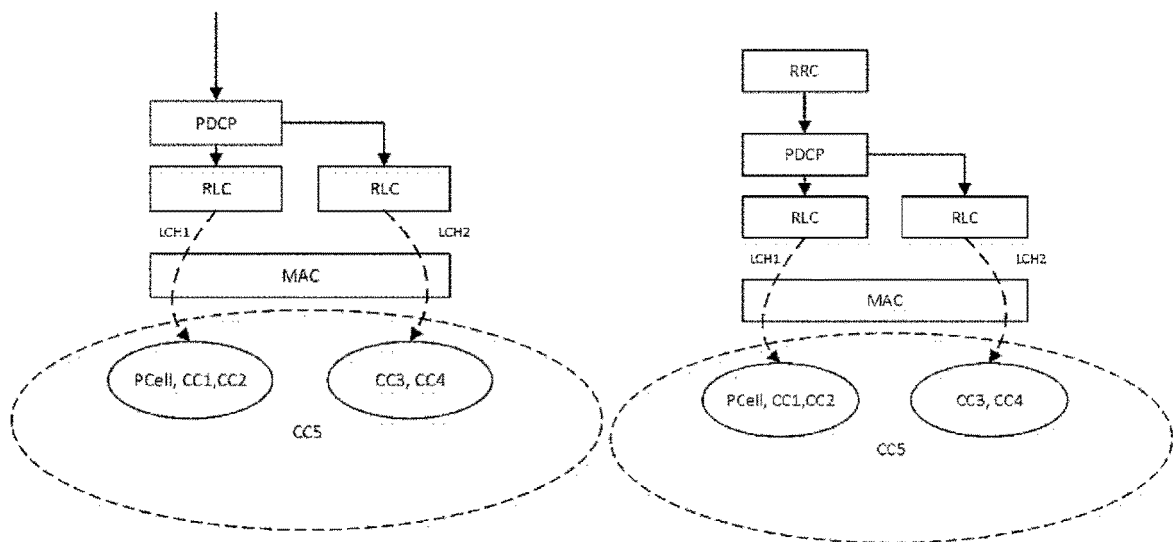 PDCP
RLC RLC
LCH1 LCH2
MAC
PCell, CC1,CC2 CC3, CC4
CC5
RRC
PDCP
RLC RLC
LCH1 LCH2
MAC
PCell, CC1,CC2 CC3, CC4
CC5